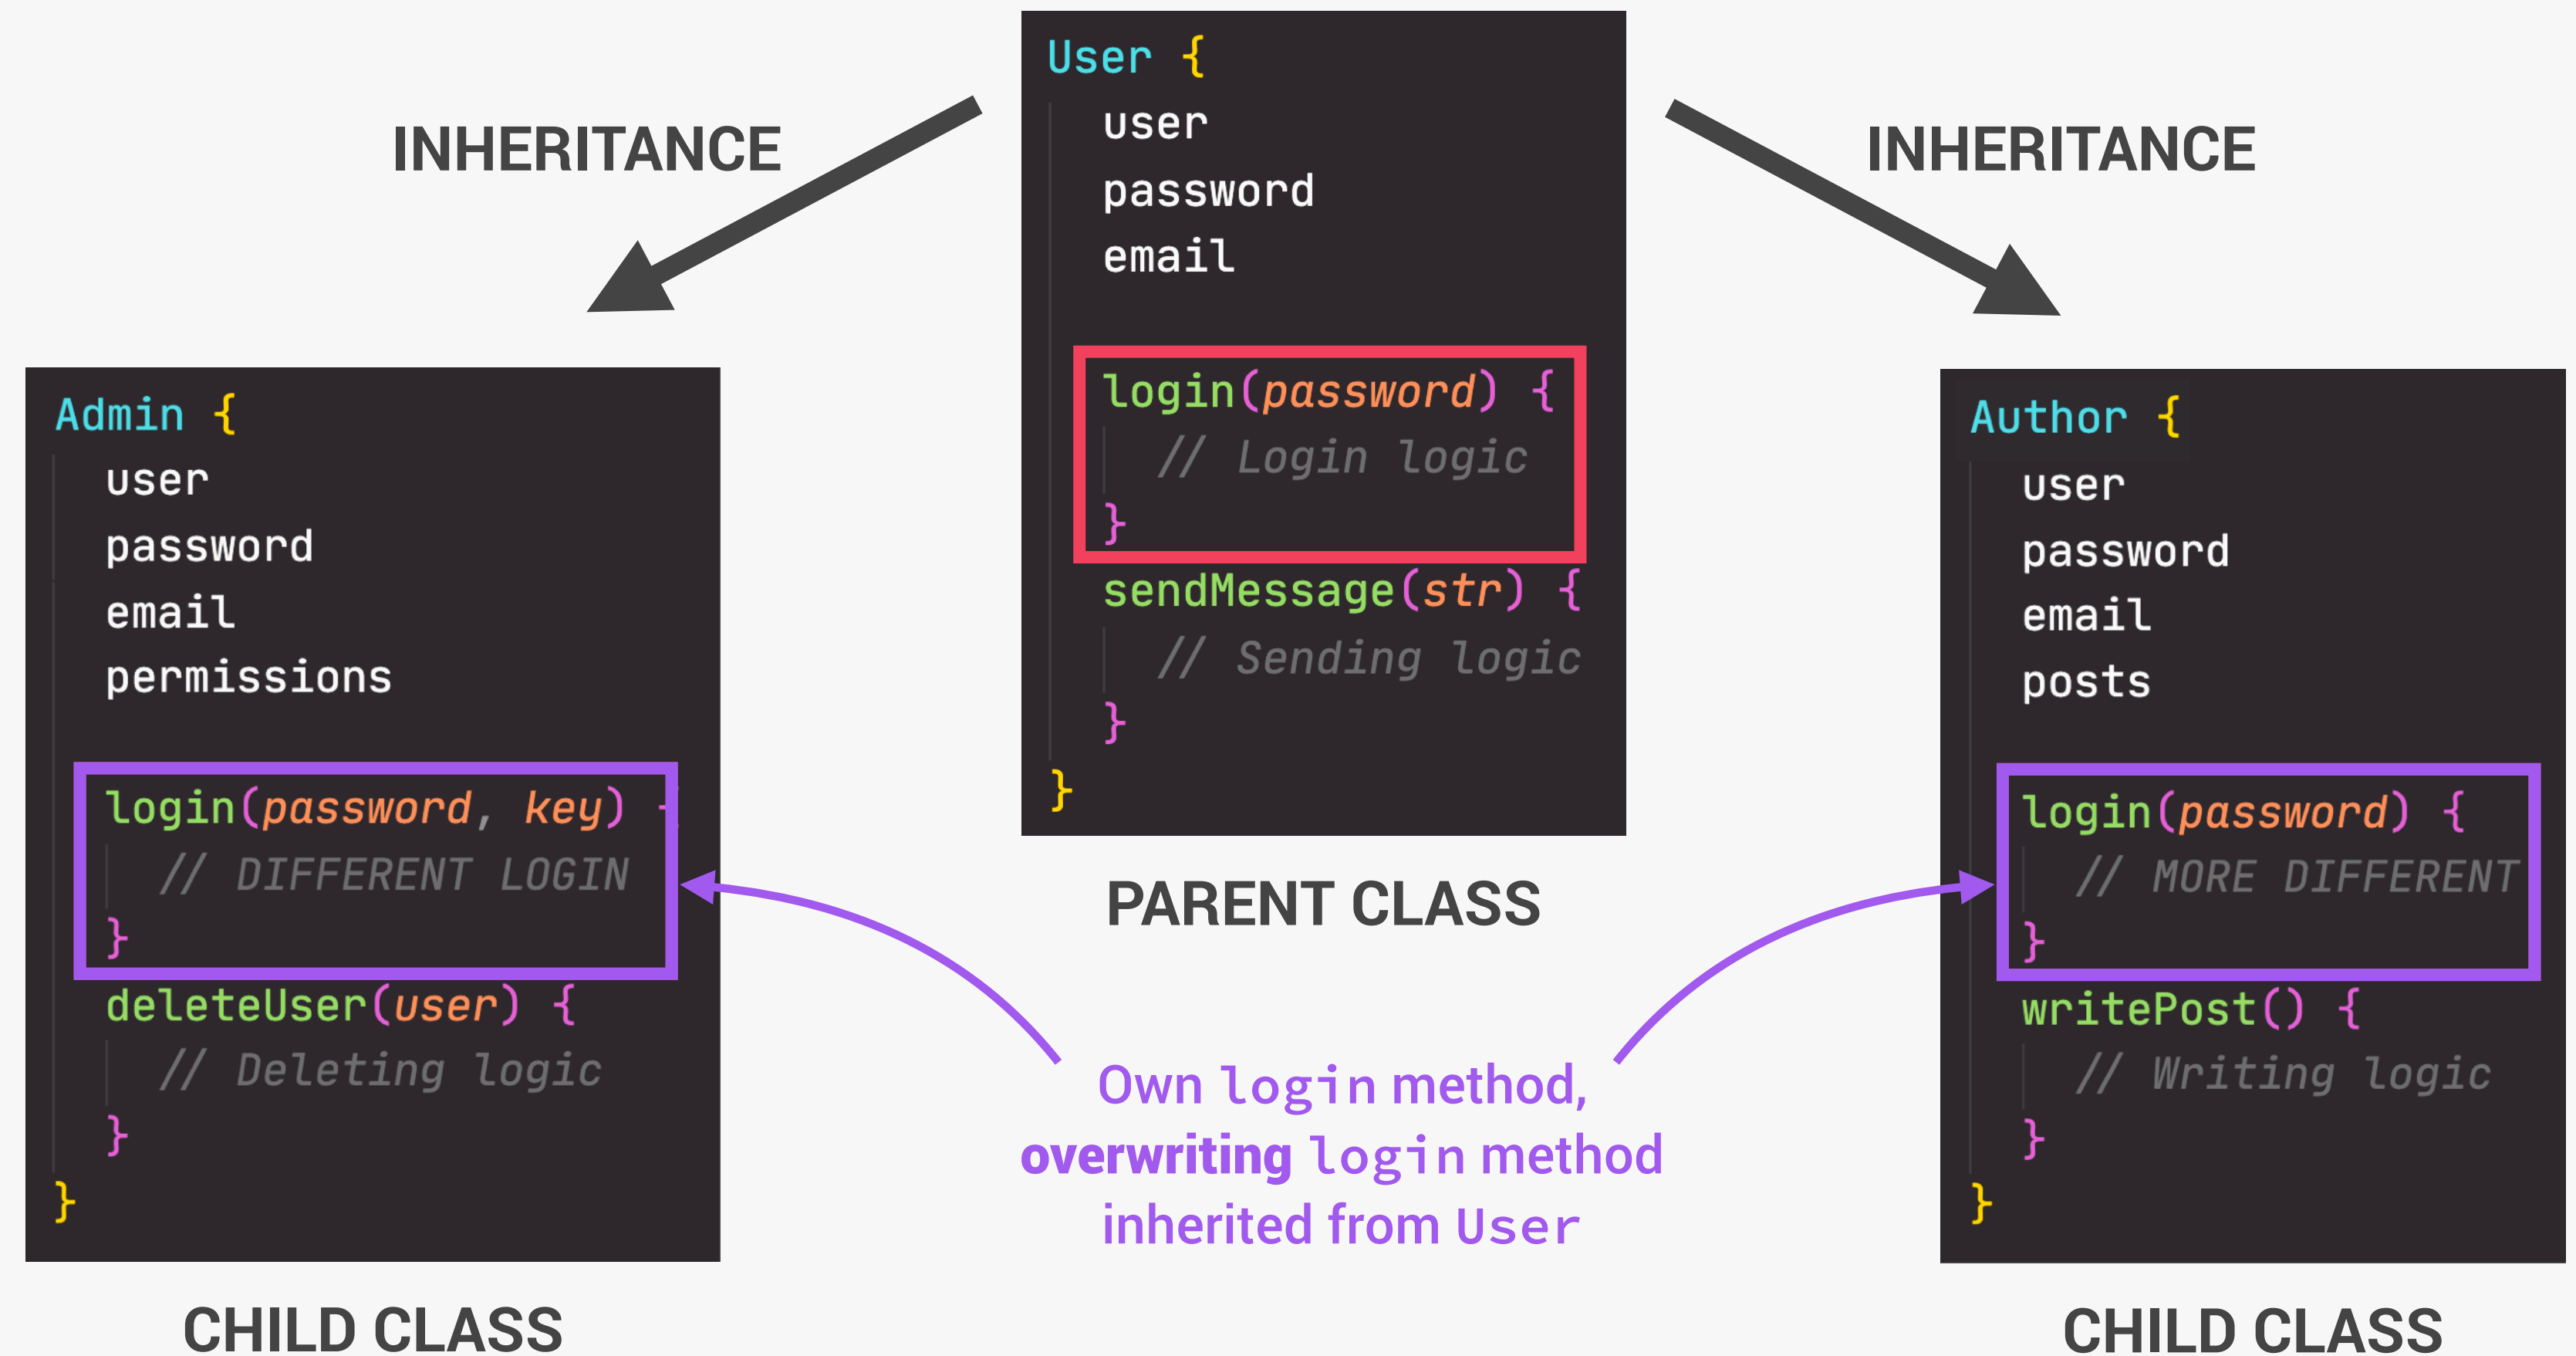 INHERITANCE
User {
user
password
email
login(password) {
// Login logic
}
sendMessage(str) {
// Sending logic
}
}
PARENT CLASS
INHERITANCE
Admin {
user
password
email
permissions
login(password, key) {
// DIFFERENT LOGIN
}
deleteUser(user) {
// Deleting logic
}
}
CHILD CLASS
Own login method,
overwriting login method
inherited from User
Author {
user
password
email
posts
login(password) {
// MORE DIFFERENT
}
writePost() {
// Writing logic
}
}
CHILD CLASS